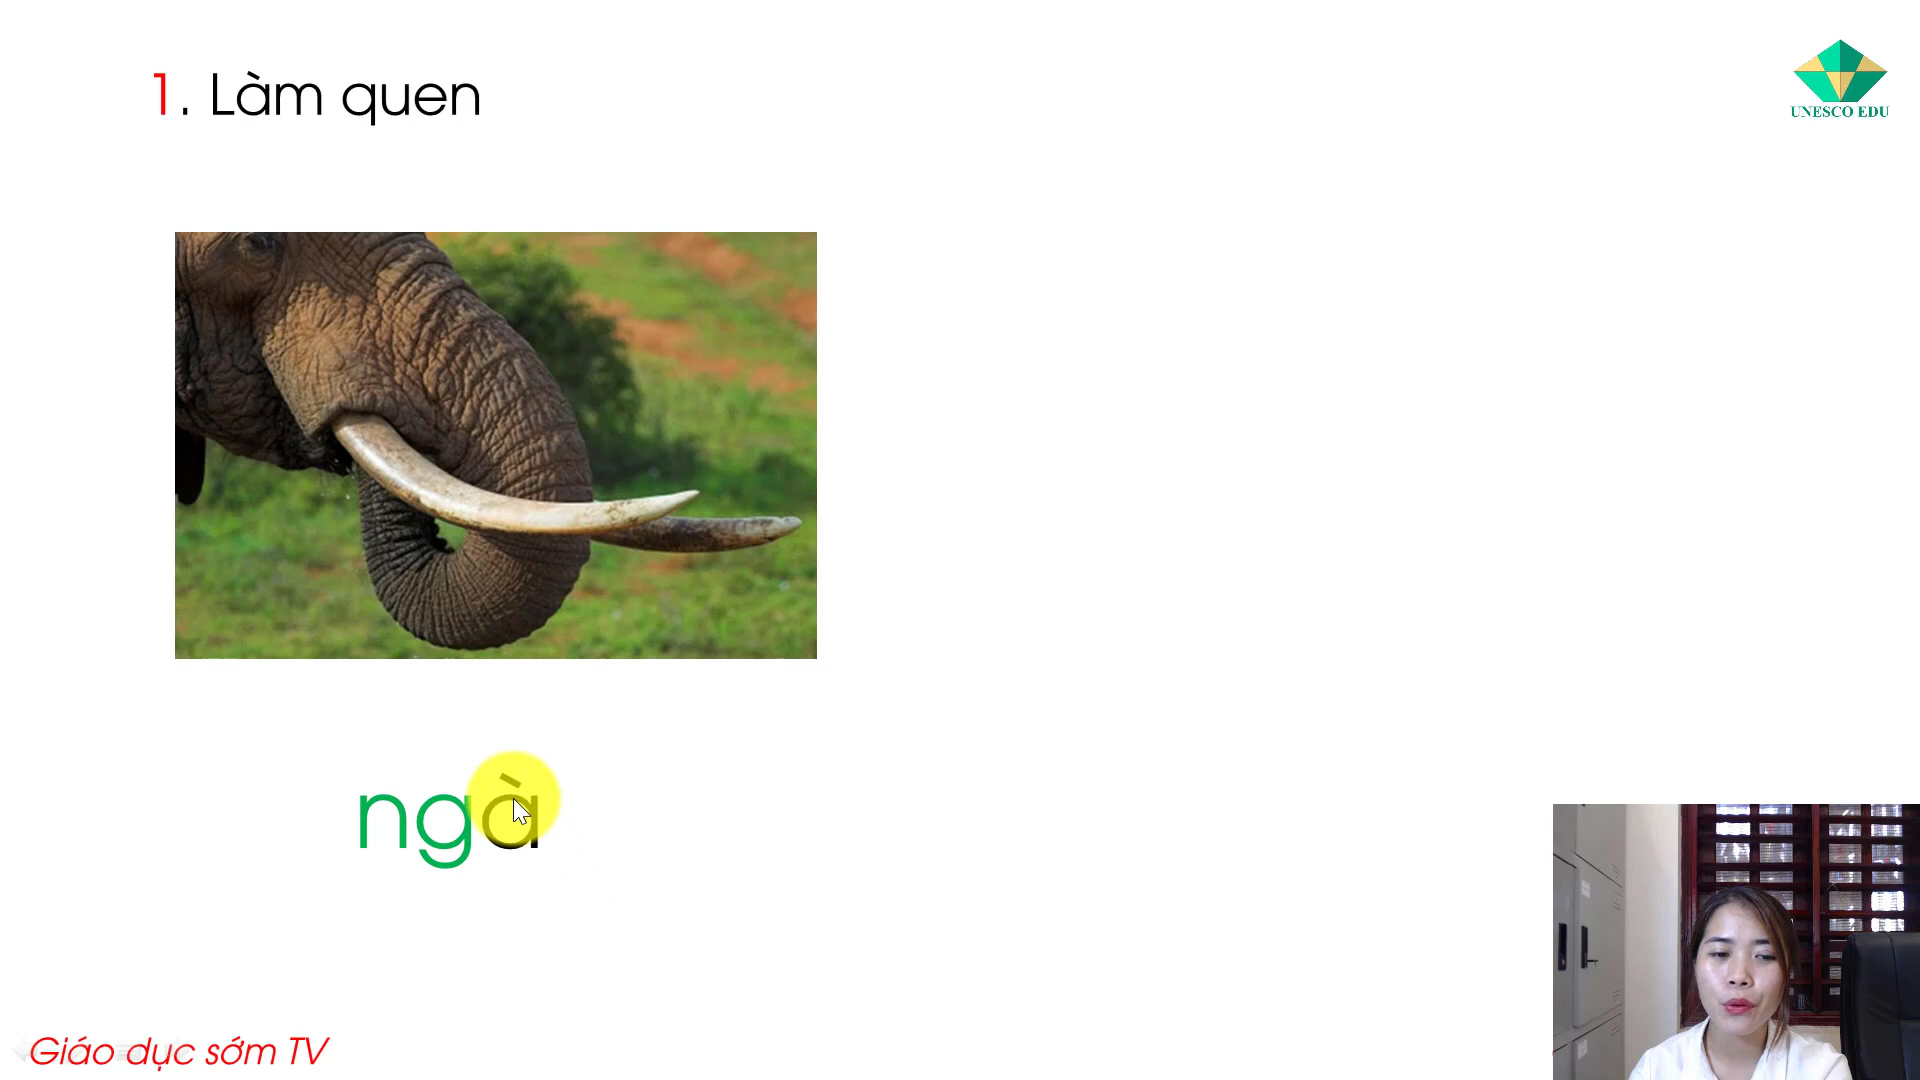 1. Làm quen
UNESCO EDU
ngà
Giáo dục sớm TV